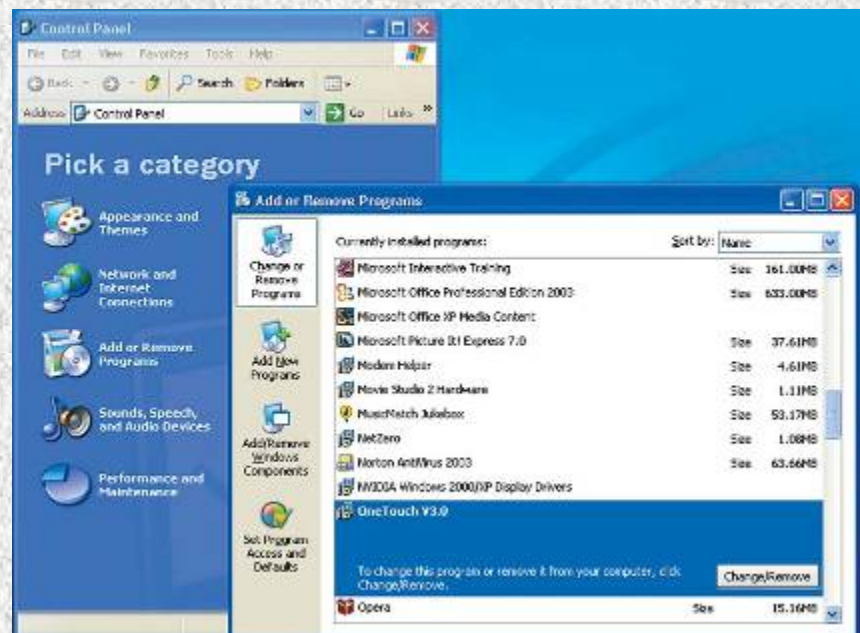 Control Panel
File Edit View Favorites Tools Help
Back Search Folders
Address Control Panel Go Links »
Pick a category
Appearance and
Themes
Network and
Internet
Connections
Add or Remove
Programs
Sounds, Speech,
and Audio Devices
Performance and
Maintenance
Add or Remove Programs
Change or
Remove
Programs
Add New
Programs
Add/Remove
Windows
Components
Set Program
Access and
Defaults
Currently installed programs: Sort by: Name
Microsoft Interactive Training Size 161.00MB
Microsoft Office Professional Edition 2003 Size 633.00MB
Microsoft Office XP Media Content
Microsoft Picture It! Express 7.0 Size 37.61MB
Modem Helper Size 4.61MB
Movie Studio 2 Hardware Size 1.11MB
MusicMatch Jukebox Size 53.17MB
NetZero Size 1.08MB
Norton AntiVirus 2003 Size 63.66MB
NVIDIA Windows 2000/XP Display Drivers
OneTouch V3.0
To change this program or remove it from your computer, click
Change/Remove.
Change/Remove
Opera Size 15.16MB